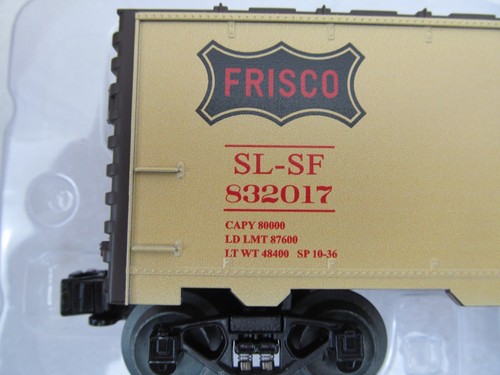 FRISCO
SL-SF
832017
CAPY 80000
LD LMT 87600
LT WT 48400 SP 10-36